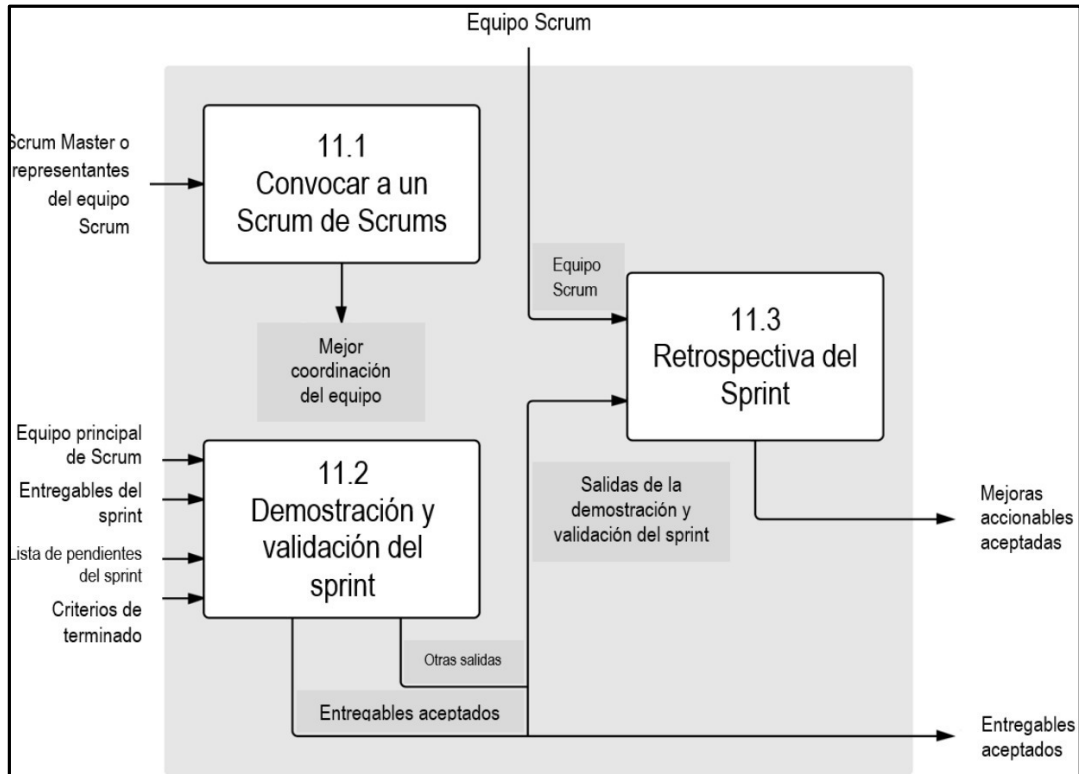 Equipo Scrum
Scrum Master o
representantes
del equipo
Scrum
11.1
Convocar a un
Scrum de Scrums
Equipo
Scrum
11.3
Retrospectiva del
Sprint
Mejor
coordinación
del equipo
Equipo principal
de Scrum
Entregables del
sprint
Lista de pendientes
del sprint
Criterios de
terminado
11.2
Demostración y
validación del
sprint
Salidas de la
demostración y
validación del sprint
Mejoras
accionables
aceptadas
Otras salidas
Entregables aceptados
Entregables
aceptados